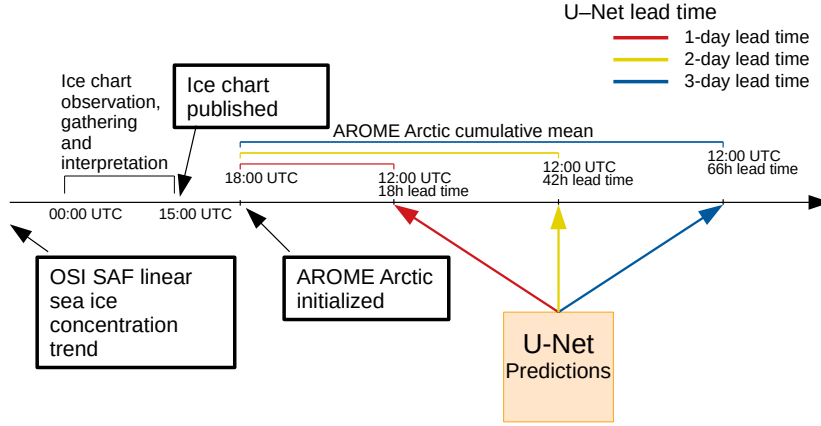 U–Net lead time
1-day lead time
2-day lead time
3-day lead time
Ice chart
observation,
gathering
and
interpretation
Ice chart
published
AROME Arctic cumulative mean
18:00 UTC
12:00 UTC
18h lead time
12:00 UTC
42h lead time
12:00 UTC
66h lead time
00:00 UTC
15:00 UTC
OSI SAF linear
sea ice
concentration
trend
AROME Arctic
initialized
U-Net
Predictions